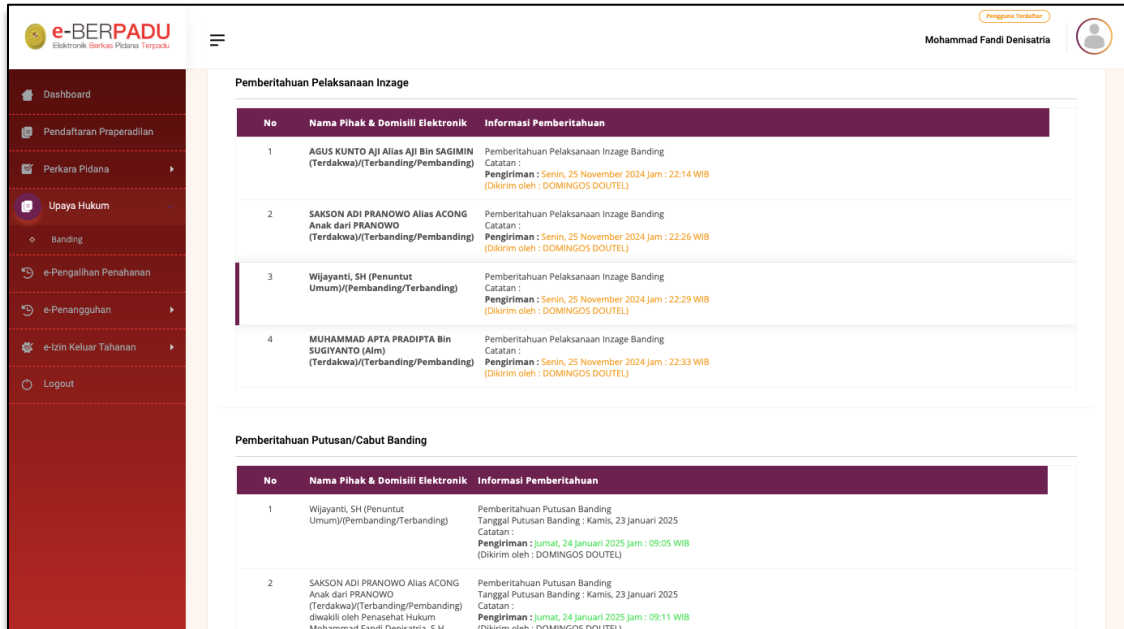 e-BERPADU
Elektronik Berkas Pidana Terpadu
Pengguna Terdaftar
Mohammad Fandi Denisatria
Dashboard
Pendaftaran Praperadilan
Perkara Pidana
Upaya Hukum
Banding
e-Pengalihan Penahanan
e-Penangguhan
e-Izin Keluar Tahanan
Logout
Pemberitahuan Pelaksanaan Inzage
No Nama Pihak & Domisili Elektronik Informasi Pemberitahuan
1 AGUS KUNTO AJI Alias AJI Bin SAGIMIN Pemberitahuan Pelaksanaan Inzage Banding
(Terdakwa)/(Terbanding/Pembanding) Catatan :
Pengiriman : Senin, 25 November 2024 Jam : 22:14 WIB
(Dikirim oleh : DOMINGOS DOUTEL)
2 SAKSON ADI PRANOWO Alias ACONG Pemberitahuan Pelaksanaan Inzage Banding
Anak dari PRANOWO Catatan :
(Terdakwa)/(Terbanding/Pembanding) Pengiriman : Senin, 25 November 2024 Jam : 22:26 WIB
(Dikirim oleh : DOMINGOS DOUTEL)
3 Wijayanti, SH (Penuntut Pemberitahuan Pelaksanaan Inzage Banding
Umum)/(Pembanding/Terbanding) Catatan :
Pengiriman : Senin, 25 November 2024 Jam : 22:29 WIB
(Dikirim oleh : DOMINGOS DOUTEL)
4 MUHAMMAD APTA PRADIPTA Bin Pemberitahuan Pelaksanaan Inzage Banding
SUGIYANTO (Alm) Catatan :
(Terdakwa)/(Terbanding/Pembanding) Pengiriman : Senin, 25 November 2024 Jam : 22:33 WIB
(Dikirim oleh : DOMINGOS DOUTEL)
Pemberitahuan Putusan/Cabut Banding
No Nama Pihak & Domisili Elektronik Informasi Pemberitahuan
1 Wijayanti, SH (Penuntut Pemberitahuan Putusan Banding
Umum)/(Pembanding/Terbanding) Tanggal Putusan Banding : Kamis, 23 Januari 2025
Catatan :
Pengiriman : Jumat, 24 Januari 2025 Jam : 09:05 WIB
(Dikirim oleh : DOMINGOS DOUTEL)
2 SAKSON ADI PRANOWO Alias ACONG Pemberitahuan Putusan Banding
Anak dari PRANOWO Tanggal Putusan Banding : Kamis, 23 Januari 2025
(Terdakwa)/(Terbanding/Pembanding) Catatan :
diwakili oleh Penasehat Hukum Pengiriman : Jumat, 24 Januari 2025 Jam : 09:11 WIB
Mohammad Fandi Denisatria, S.H. (Dikirim oleh : DOMINGOS DOUTEL)